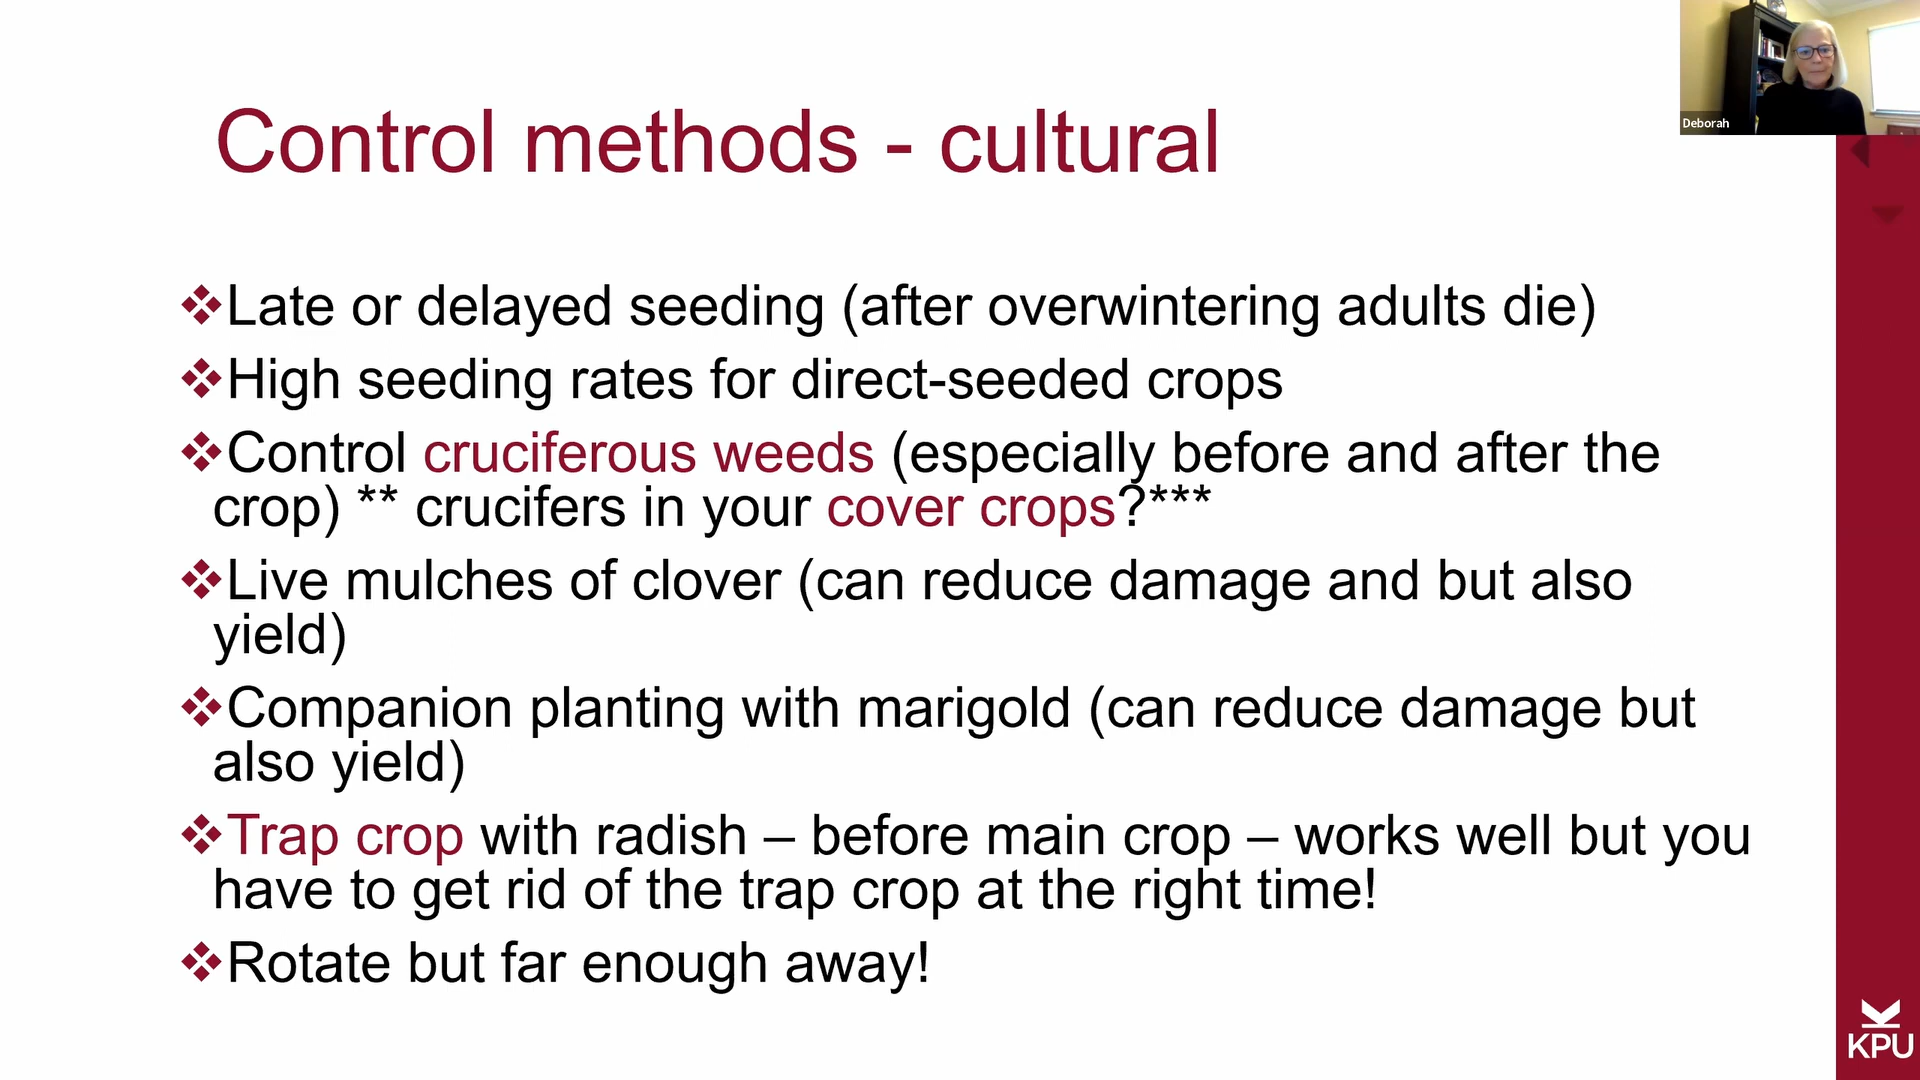 Deborah
Control methods - cultural
❖Late or delayed seeding (after overwintering adults die)
❖High seeding rates for direct-seeded crops
❖Control cruciferous weeds (especially before and after the
crop) ** crucifers in your cover crops?***
❖Live mulches of clover (can reduce damage and but also
yield)
❖Companion planting with marigold (can reduce damage but
also yield)
❖Trap crop with radish – before main crop – works well but you
have to get rid of the trap crop at the right time!
❖Rotate but far enough away!
KPU